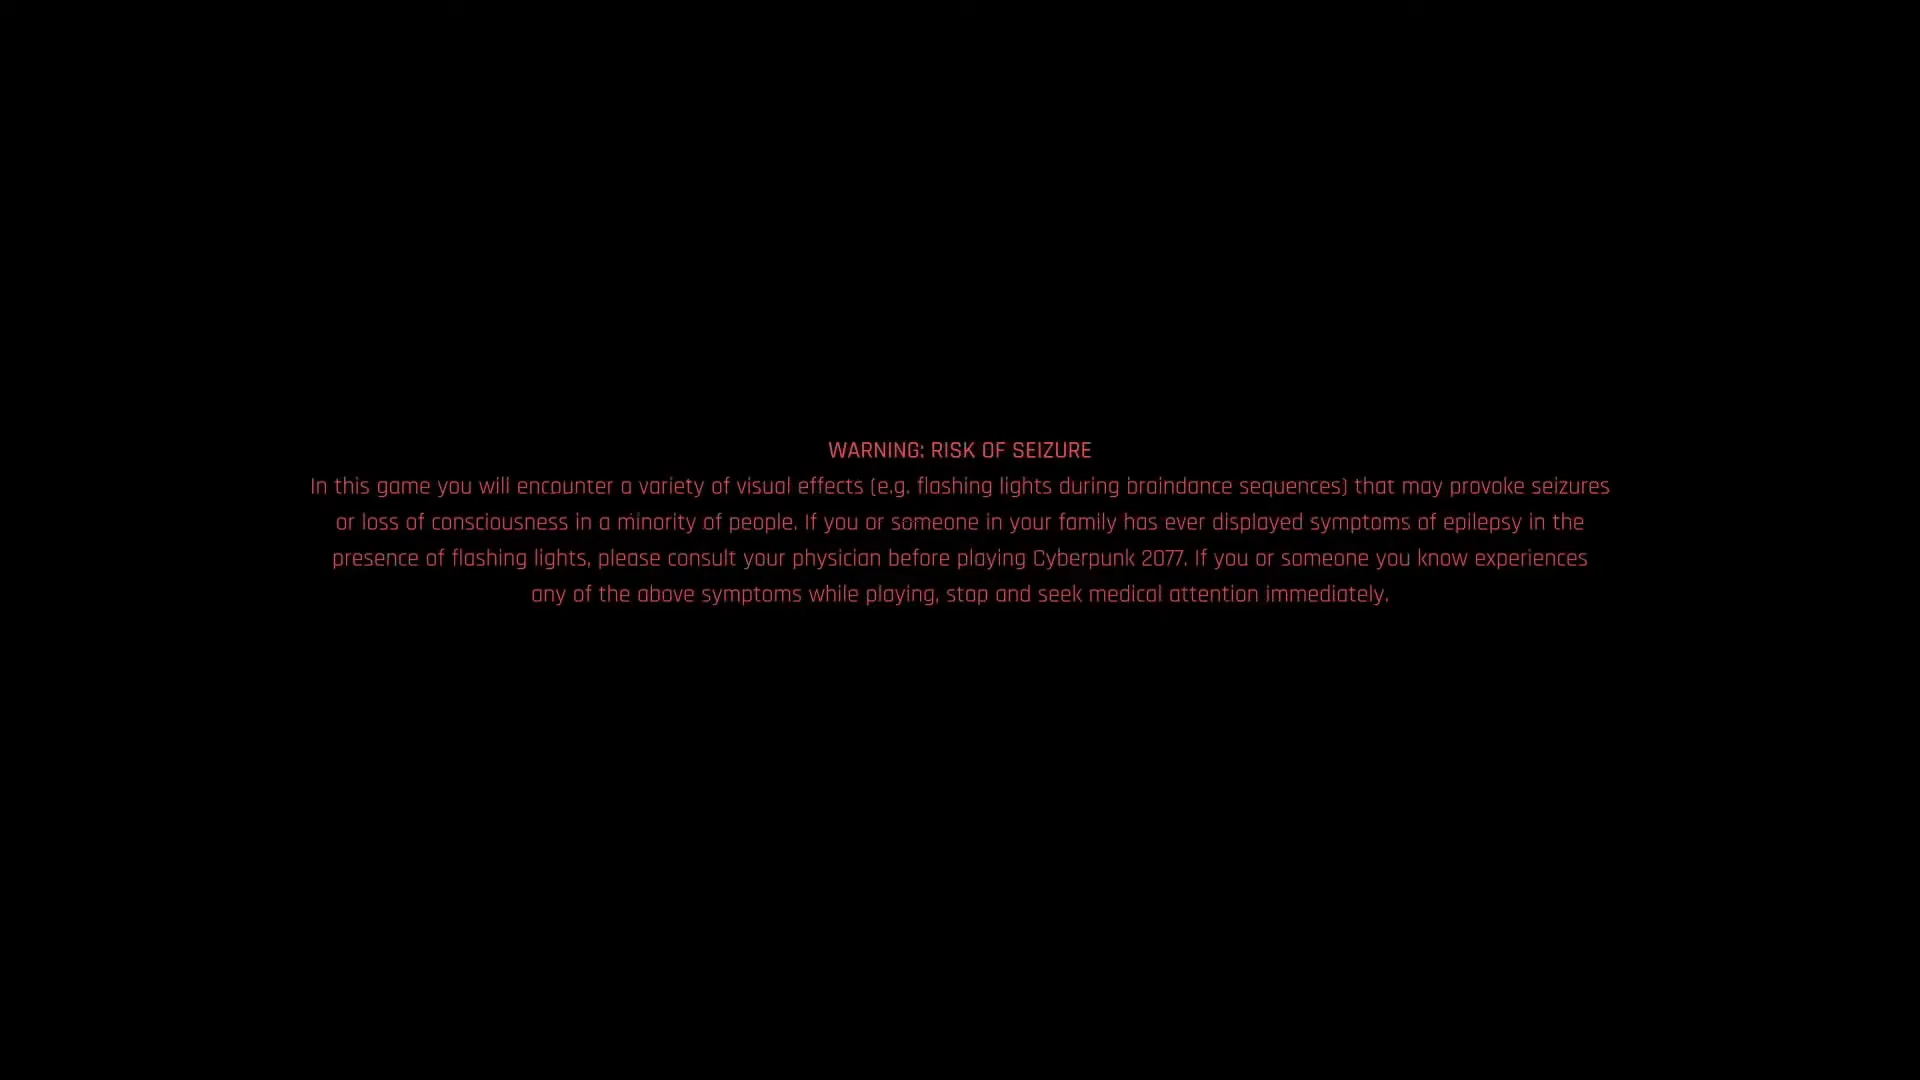 WARNING: RISK OF SEIZURE
In this game you will encounter a variety of visual effects (e.g. flashing lights during braindance sequences) that may provoke seizures
or loss of consciousness in a minority of people. If you or someone in your family has ever displayed symptoms of epilepsy in the
presence of flashing lights, please consult your physician before playing Cyberpunk 2077. If you or someone you know experiences
any of the above symptoms while playing, stop and seek medical attention immediately.